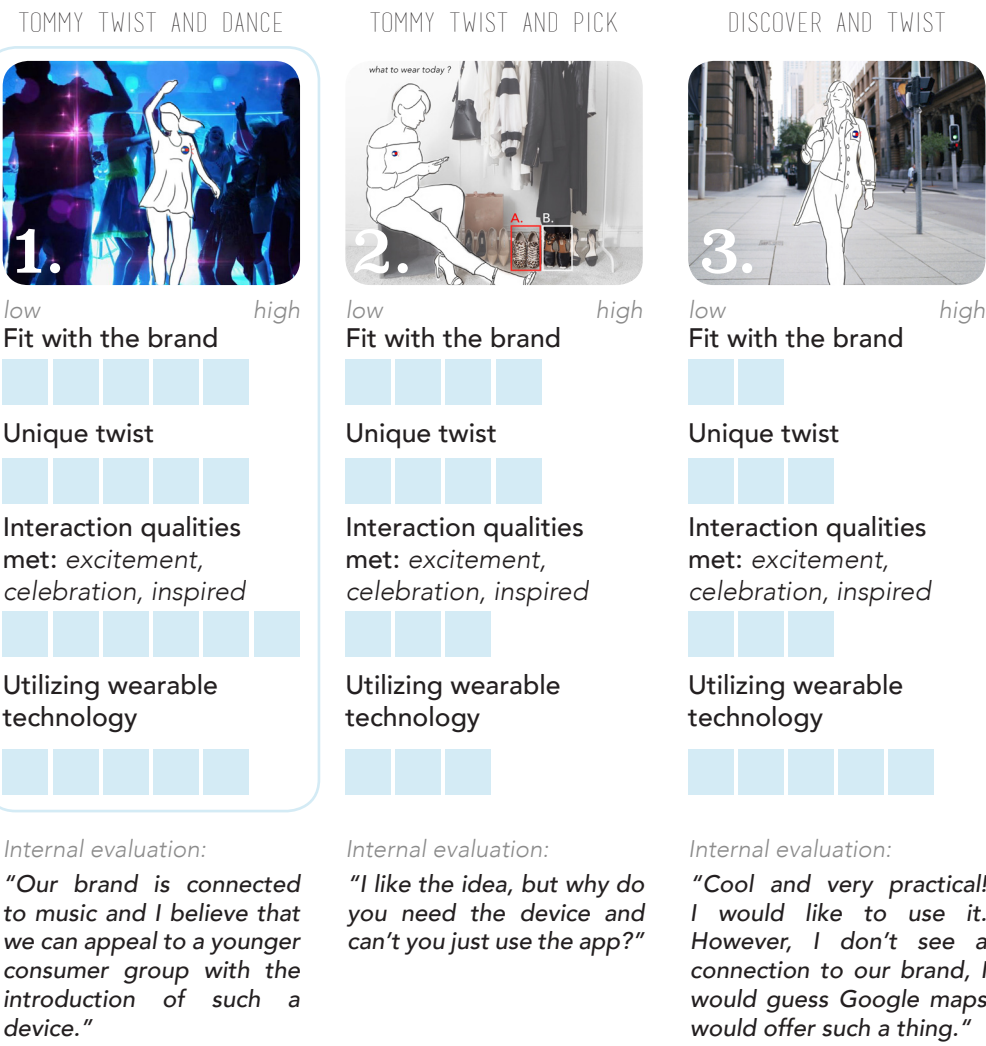 TOMMY TWIST AND DANCE
1.
low high
Fit with the brand
Unique twist
Interaction qualities
met: excitement,
celebration, inspired
Utilizing wearable
technology
Internal evaluation:
“Our brand is connected
to music and I believe that
we can appeal to a younger
consumer group with the
introduction of such a
device.”
TOMMY TWIST AND PICK
what to wear today ?
A. B.
2.
low high
Fit with the brand
Unique twist
Interaction qualities
met: excitement,
celebration, inspired
Utilizing wearable
technology
Internal evaluation:
“I like the idea, but why do
you need the device and
can’t you just use the app?”
DISCOVER AND TWIST
3.
low high
Fit with the brand
Unique twist
Interaction qualities
met: excitement,
celebration, inspired
Utilizing wearable
technology
Internal evaluation:
“Cool and very practical!
I would like to use it.
However, I don’t see a
connection to our brand, I
would guess Google maps
would offer such a thing.“